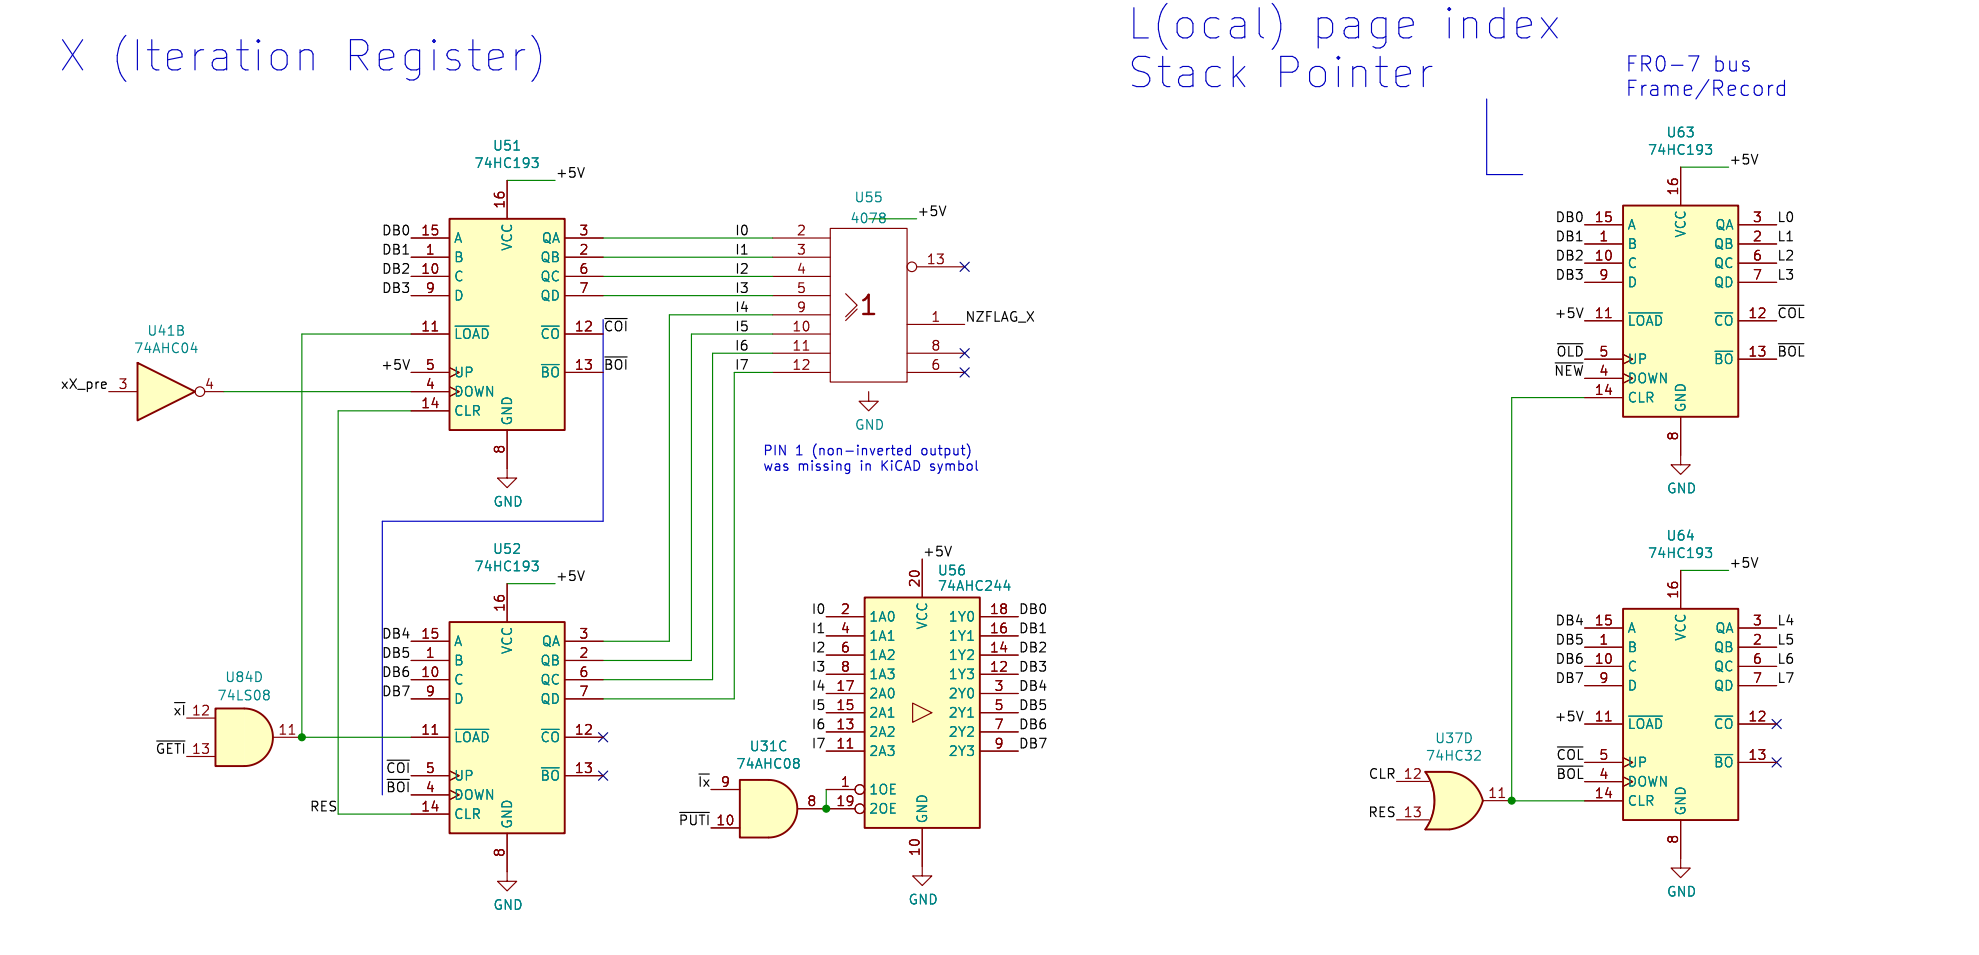 X (Iteration Register)
L(ocal) page index
Stack Pointer
FR0-7 bus
Frame/Record
U51
74HC193
+5V
16
VCC
DB0 15 A QA 3
DB1 1 B QB 2
DB2 10 C QC 6
DB3 9 D QD 7
11 LOAD CO 12 COI
+5V 5 UP BO 13 BOI
4 DOWN
14 CLR
GND
8
GND
U41B
74AHC04
xX_pre 3 4
U55
4078
+5V
I0 2
I1 3
I2 4
I3 5
I4 9
I5 10
I6 11
I7 12
≥1
13
1 NZFLAG_X
8
6
GND
PIN 1 (non-inverted output)
was missing in KiCAD symbol
U52
74HC193
+5V
16
VCC
DB4 15 A QA 3
DB5 1 B QB 2
DB6 10 C QC 6
DB7 9 D QD 7
11 LOAD CO 12
COI 5 UP BO 13
BOI 4 DOWN
RES 14 CLR
GND
8
GND
U84D
74LS08
xI 12
11
GETI 13
+5V
20
U56
74AHC244
VCC
I0 2 1A0 1Y0 18 DB0
I1 4 1A1 1Y1 16 DB1
I2 6 1A2 1Y2 14 DB2
I3 8 1A3 1Y3 12 DB3
I4 17 2A0 2Y0 3 DB4
I5 15 2A1 2Y1 5 DB5
I6 13 2A2 2Y2 7 DB6
I7 11 2A3 2Y3 9 DB7
1 1OE
19 2OE
GND
10
GND
U31C
74AHC08
Ix 9
8
PUTI 10
U63
74HC193
+5V
16
VCC
DB0 15 A QA 3 L0
DB1 1 B QB 2 L1
DB2 10 C QC 6 L2
DB3 9 D QD 7 L3
+5V 11 LOAD CO 12 COL
OLD 5 UP BO 13 BOL
NEW 4 DOWN
14 CLR
GND
8
GND
U64
74HC193
+5V
16
VCC
DB4 15 A QA 3 L4
DB5 1 B QB 2 L5
DB6 10 C QC 6 L6
DB7 9 D QD 7 L7
+5V 11 LOAD CO 12
COL 5 UP BO 13
BOL 4 DOWN
14 CLR
GND
8
GND
U37D
74HC32
CLR 12
11
RES 13